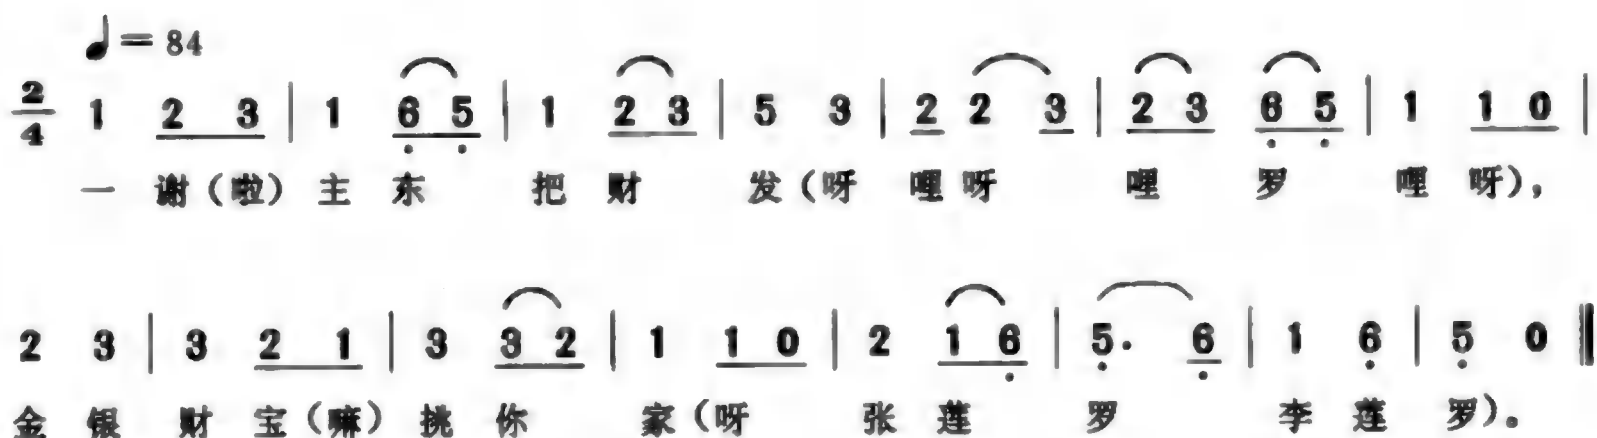 ♩=84
2/4 1 2 3 | 1 6 5 | 1 2 3 | 5 3 | 2 2 3 | 2 3 6 5 | 1 1 0 |
一 谢（啦）主 东 把 财 发（呀 哩 呀 哩 罗 哩 呀），
2 3 | 3 2 1 | 3 3 2 | 1 1 0 | 2 1 6 | 5. 6 | 1 6 | 5 0 ‖
金 银 财 宝（嘛）挑 你 家（呀 张 莲 罗 李 莲 罗）。